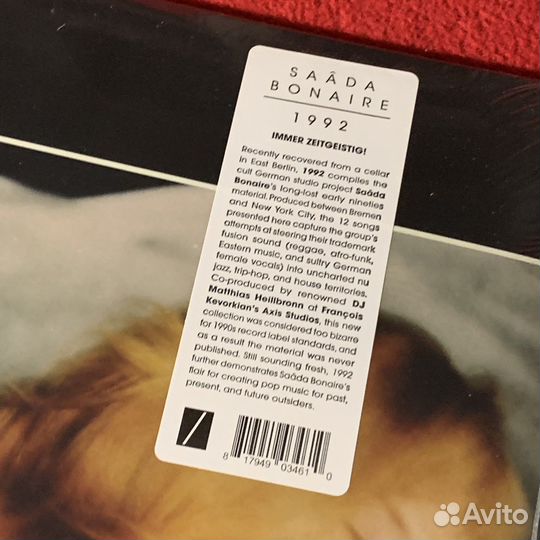 SAÂDA
BONAIRE
1992
IMMER ZEITGEISTIG!
Recently recovered from a cellar
in East Berlin, 1992 compiles the
cult German studio project Saâda
Bonaire's long-lost early nineties
material. Produced between Bremen
and New York City, the 12 songs
presented here capture the group's
attempts at steering their trademark
fusion sound (reggae, afro-funk,
Eastern music, and sultry German
female vocals) into uncharted nu
jazz, trip-hop, and house territories.
Co-produced by renowned DJ
Matthias Heilbronn at François
Kevorkian's Axis Studios, this new
collection was considered too bizarre
for 1990s record label standards, and
as a result the material was never
published. Still sounding fresh, 1992
further demonstrates Saâda Bonaire's
flair for creating pop music for past,
present, and future outsiders.
8 17949 03461 0
Avito